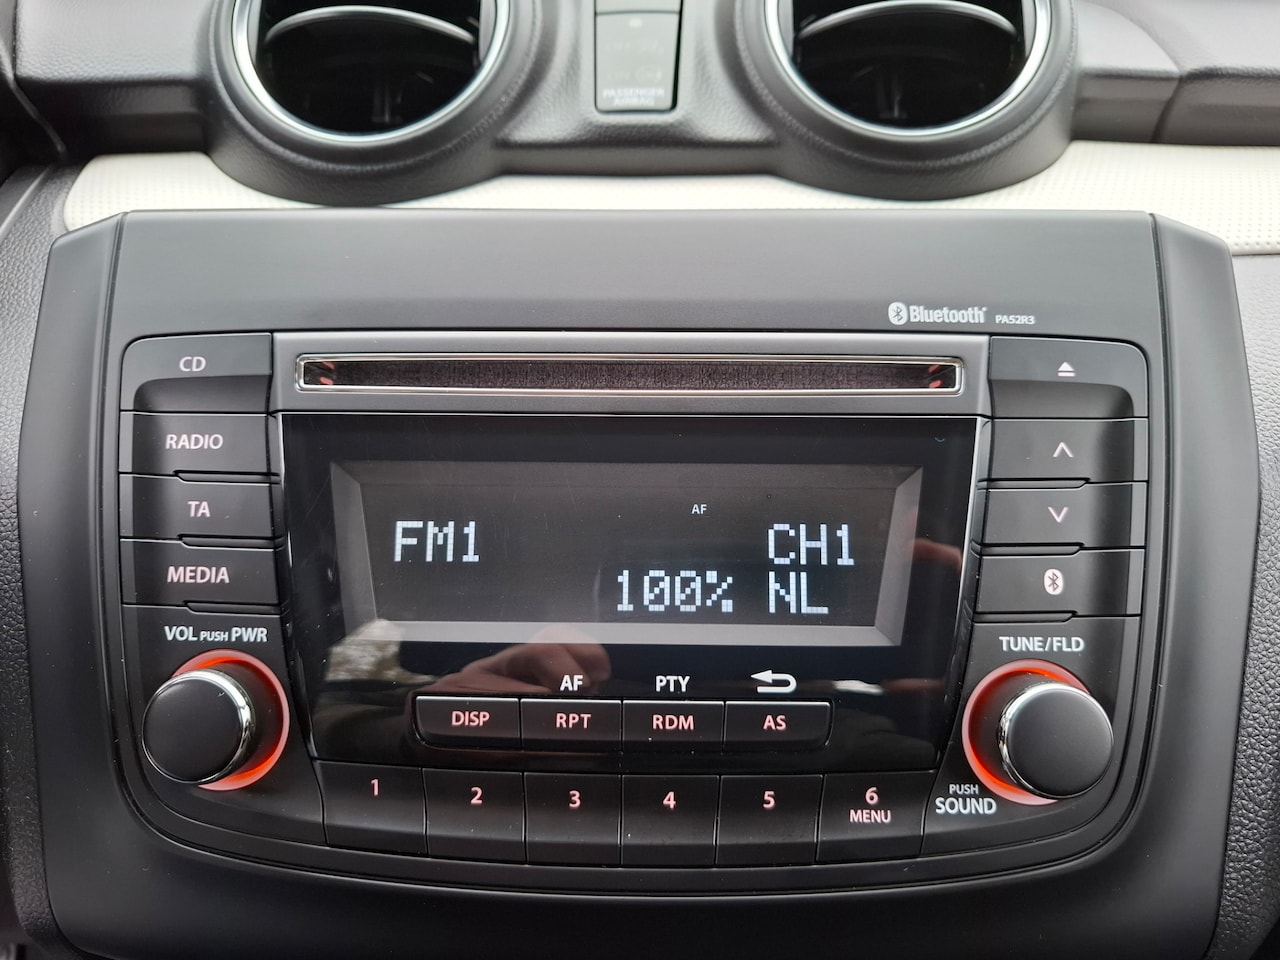 PASSENGER
AIRBAG
Bluetooth PA52R3
CD
RADIO
TA
MEDIA
AF
FM1 CH1
100% NL
VOL PUSH PWR
TUNE/FLD
AF PTY
DISP RPT RDM AS
1 2 3 4 5 6
MENU
PUSH
SOUND